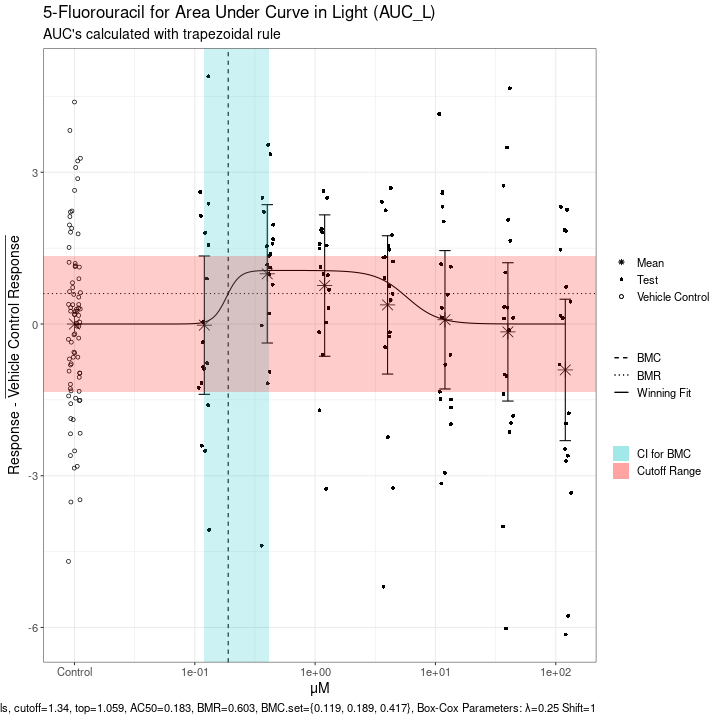 5-Fluorouracil for Area Under Curve in Light (AUC_L)
AUC's calculated with trapezoidal rule
Response - Vehicle Control Response
3
0
-3
-6
Control
1e-01
1e+00
1e+01
1e+02
μM
Mean
Test
Vehicle Control
BMC
BMR
Winning Fit
CI for BMC
Cutoff Range
ls, cutoff=1.34, top=1.059, AC50=0.183, BMR=0.603, BMC.set={0.119, 0.189, 0.417}, Box-Cox Parameters: λ=0.25 Shift=1